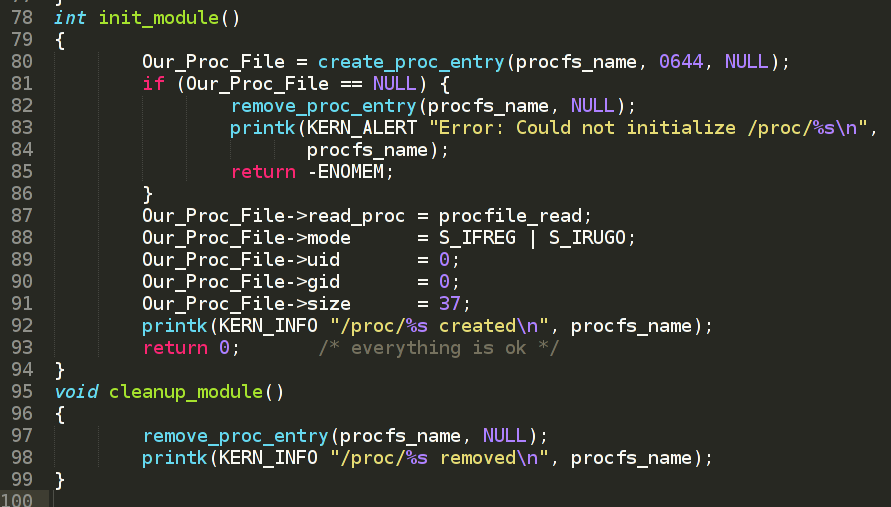 78 int init_module()
79 {
80 Our_Proc_File = create_proc_entry(procfs_name, 0644, NULL);
81 if (Our_Proc_File == NULL) {
82 remove_proc_entry(procfs_name, NULL);
83 printk(KERN_ALERT "Error: Could not initialize /proc/%s\n",
84 procfs_name);
85 return -ENOMEM;
86 }
87 Our_Proc_File->read_proc = procfile_read;
88 Our_Proc_File->mode      = S_IFREG | S_IRUGO;
89 Our_Proc_File->uid       = 0;
90 Our_Proc_File->gid       = 0;
91 Our_Proc_File->size      = 37;
92 printk(KERN_INFO "/proc/%s created\n", procfs_name);
93 return 0;       /* everything is ok */
94 }
95 void cleanup_module()
96 {
97 remove_proc_entry(procfs_name, NULL);
98 printk(KERN_INFO "/proc/%s removed\n", procfs_name);
99 }
100